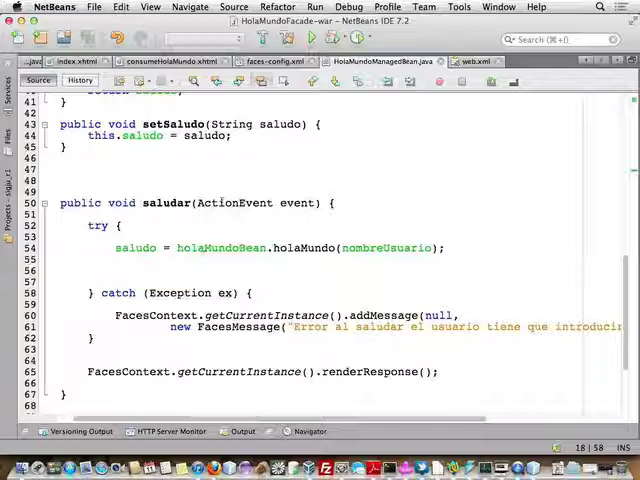 NetBeans File Edit View Navigate Source Refactor Run Debug Profile Team Tools Window Help
HolaMundoFacade-war - NetBeans IDE 7.2
Search (⌘+I)
...java index.xhtml consumeHolaMundo.xhtml faces-config.xml HolaMundoManagedBean.java web.xml
Source History
Services
Files
Projects - sigju_r1
41 }
42
43 public void setSaludo(String saludo) {
44 this.saludo = saludo;
45 }
46
47
48
49
50 public void saludar(ActionEvent event) {
51
52 try {
53
54 saludo = holaMundoBean.holaMundo(nombreUsuario);
55
56
57
58 } catch (Exception ex) {
59
60 FacesContext.getCurrentInstance().addMessage(null,
61 new FacesMessage("Error al saludar el usuario tiene que introducir
62 }
63
64
65 FacesContext.getCurrentInstance().renderResponse();
66
67 }
68
Versioning Output HTTP Server Monitor Output Navigator
18 | 58 INS